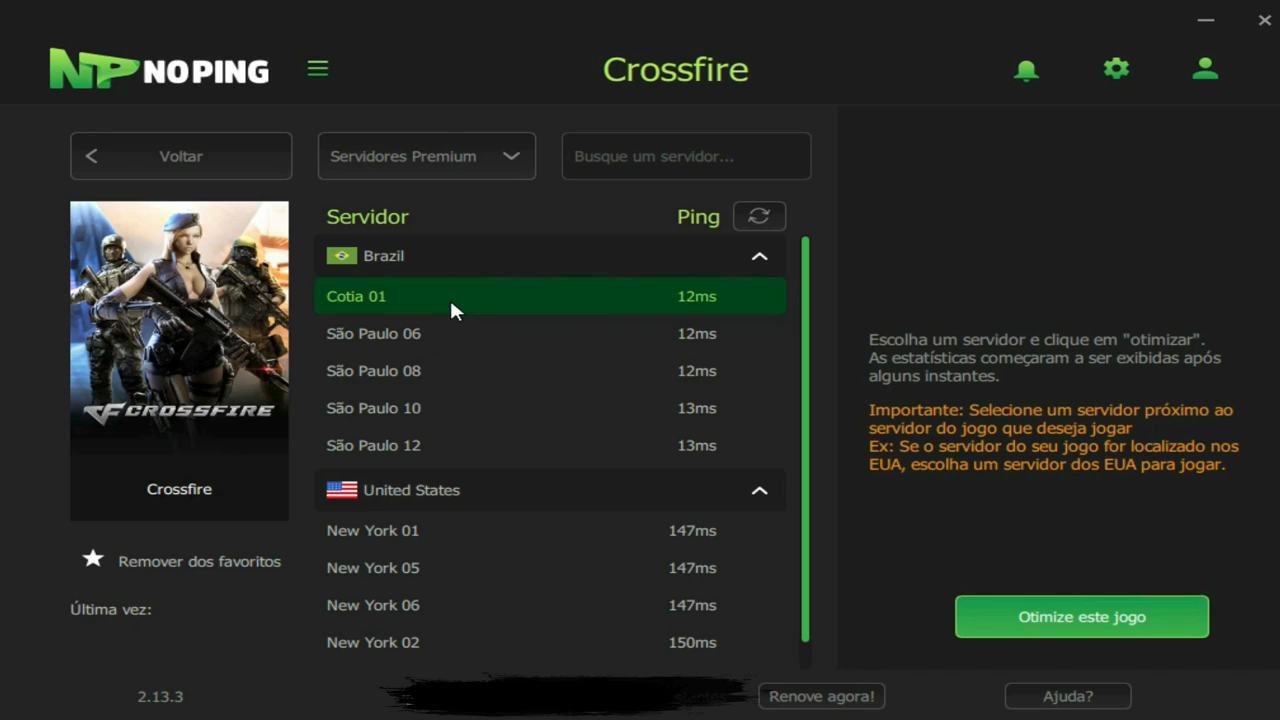 NP NOPING
Crossfire
Voltar
Servidores Premium
Busque um servidor...
Servidor Ping
Brazil
Cotia 01 12ms
São Paulo 06 12ms
São Paulo 08 12ms
São Paulo 10 13ms
São Paulo 12 13ms
United States
New York 01 147ms
New York 05 147ms
New York 06 147ms
New York 02 150ms
CF CROSSFIRE
Crossfire
Remover dos favoritos
Última vez:
Escolha um servidor e clique em "otimizar".
As estatísticas começaram a ser exibidas após
alguns instantes.
Importante: Selecione um servidor próximo ao
servidor do jogo que deseja jogar
Ex: Se o servidor do seu jogo for localizado nos
EUA, escolha um servidor dos EUA para jogar.
Otimize este jogo
2.13.3
Renove agora!
Ajuda?